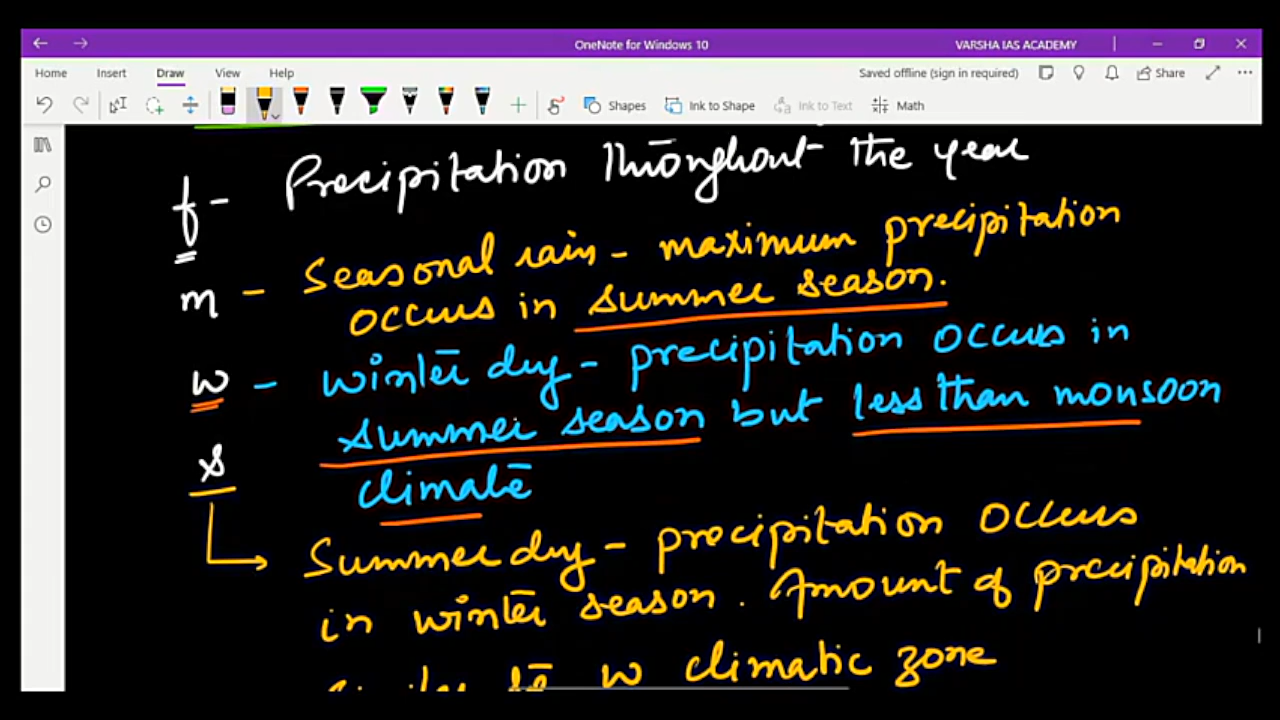 OneNote for Windows 10
VARSHA IAS ACADEMY
Home Insert Draw View Help
Saved offline (sign in required)
Share
Shapes
Ink to Shape
Ink to Text
Math
f - Precipitation Throughout the year
m - Seasonal rain - maximum precipitation
occurs in summer season.
w - winter dry - precipitation occurs in
summer season but less than monsoon
climate
s
Summer dry - precipitation occurs
in winter season. Amount of precipitation
to w climatic zone